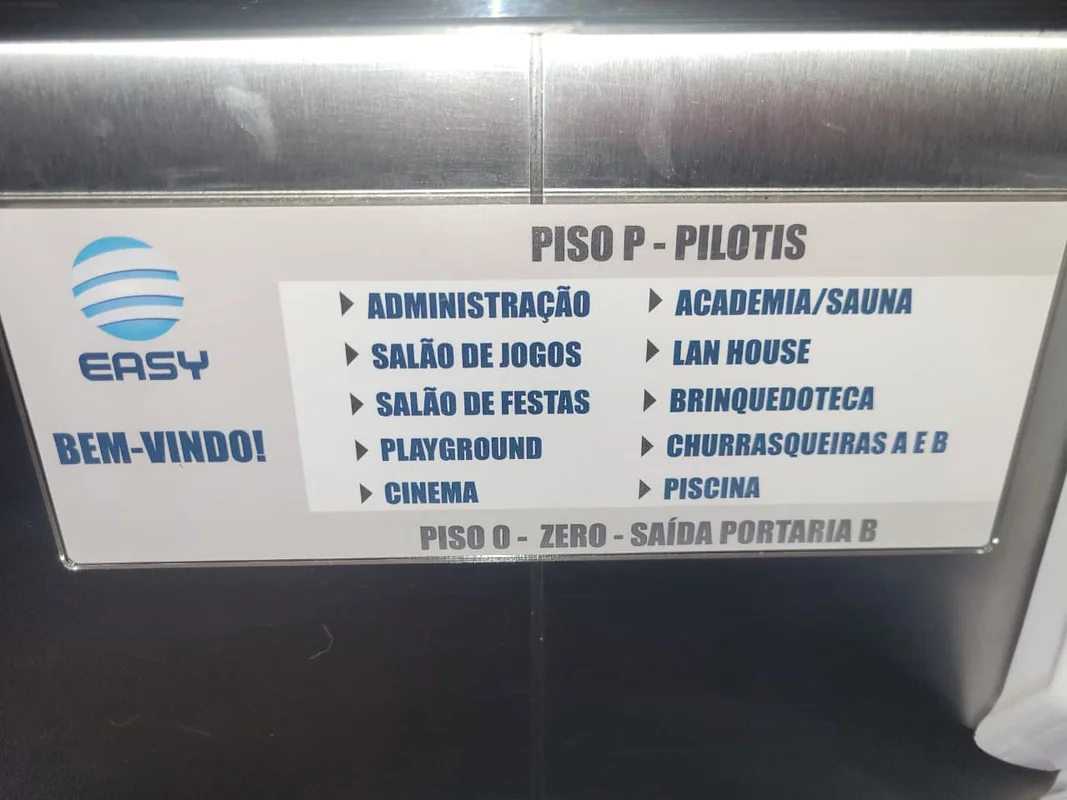 PISO P - PILOTIS
EASY
BEM-VINDO!
ADMINISTRAÇÃO
SALÃO DE JOGOS
SALÃO DE FESTAS
PLAYGROUND
CINEMA
ACADEMIA/SAUNA
LAN HOUSE
BRINQUEDOTECA
CHURRASQUEIRAS A E B
PISCINA
PISO 0 - ZERO - SAÍDA PORTARIA B